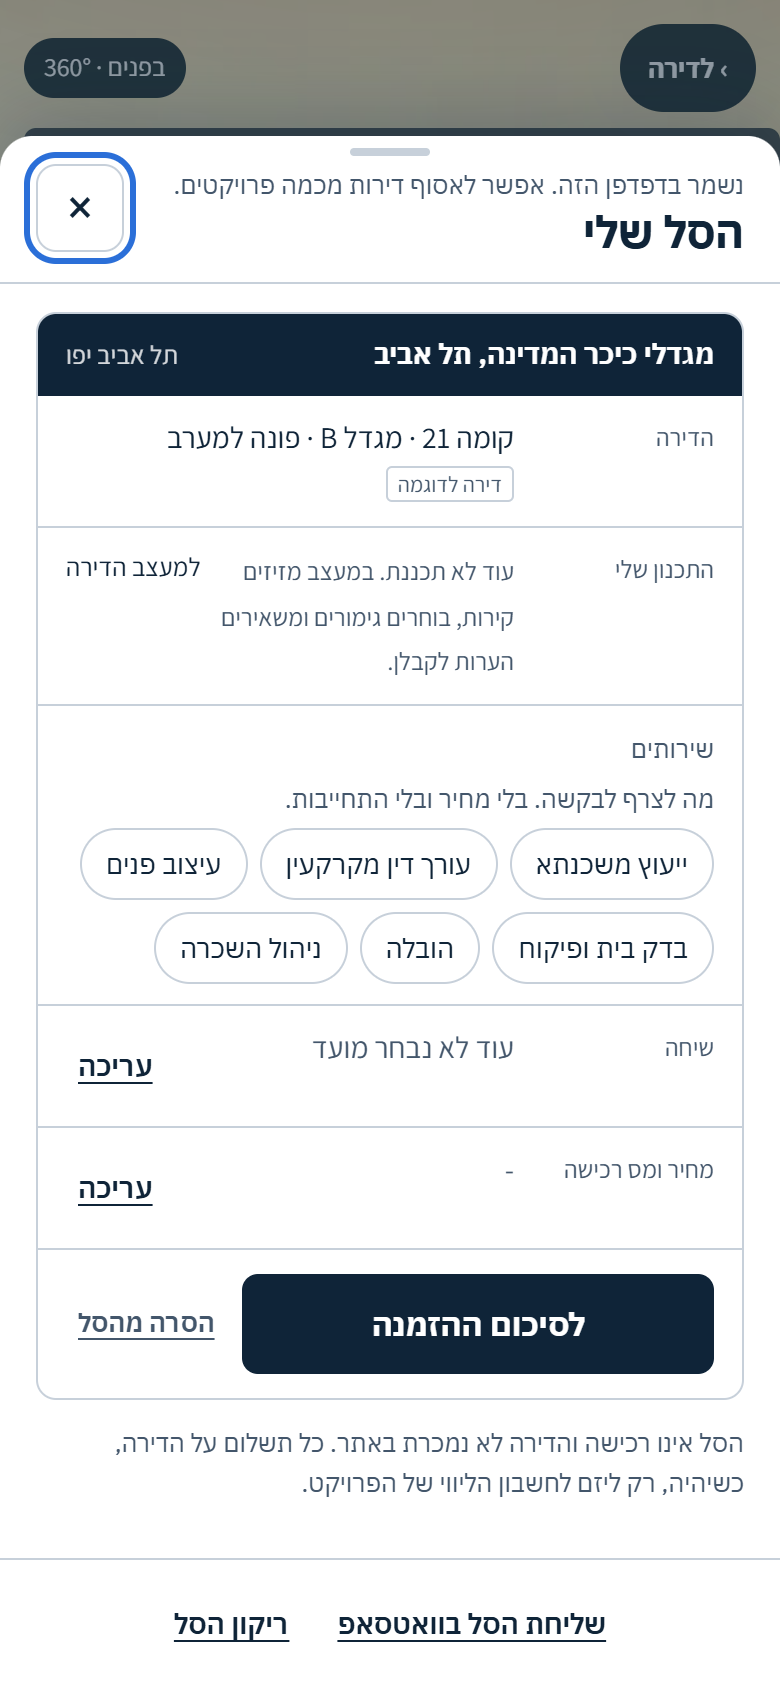 ‹ לדירה
בפנים · 360°
נשמר בדפדפן הזה. אפשר לאסוף דירות מכמה פרויקטים.
הסל שלי
×
מגדלי כיכר המדינה, תל אביב
תל אביב יפו
הדירה
קומה 21 · מגדל B · פונה למערב
דירה לדוגמה
התכנון שלי
עוד לא תכננת. במעצב מזיזים
קירות, בוחרים גימורים ומשאירים
הערות לקבלן.
למעצב הדירה
שירותים
מה לצרף לבקשה. בלי מחיר ובלי התחייבות.
ייעוץ משכנתא
עורך דין מקרקעין
עיצוב פנים
בדק בית ופיקוח
הובלה
ניהול השכרה
שיחה
עוד לא נבחר מועד
עריכה
מחיר ומס רכישה
-
עריכה
לסיכום ההזמנה
הסרה מהסל
הסל אינו רכישה והדירה לא נמכרת באתר. כל תשלום על הדירה,
כשיהיה, רק ליזם לחשבון הליווי של הפרויקט.
שליחת הסל בוואטסאפ
ריקון הסל